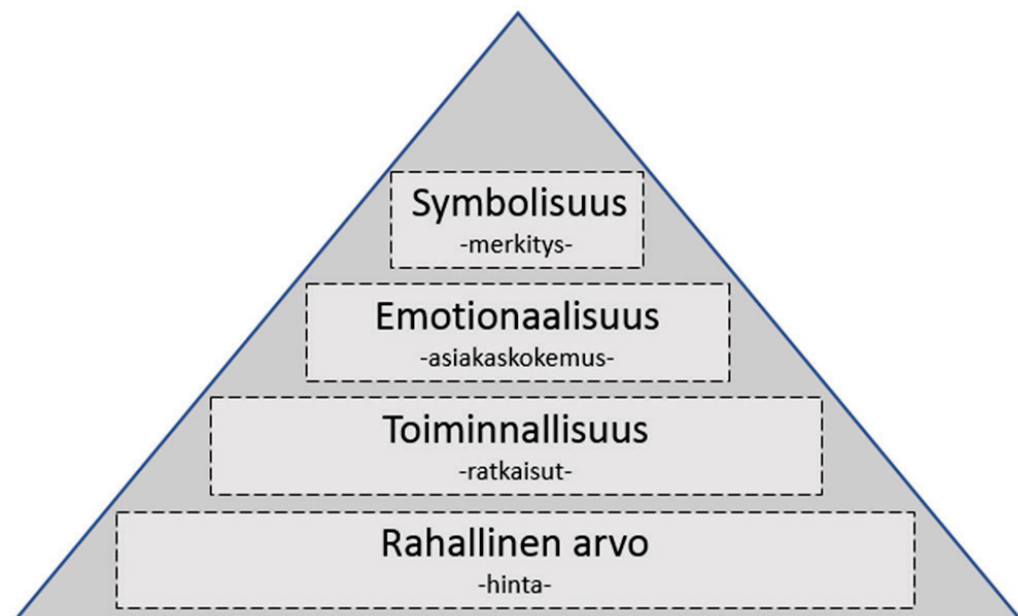 Symbolisuus
-merkitys-
Emotionaalisuus
-asiakaskokemus-
Toiminnallisuus
-ratkaisut-
Rahallinen arvo
-hinta-